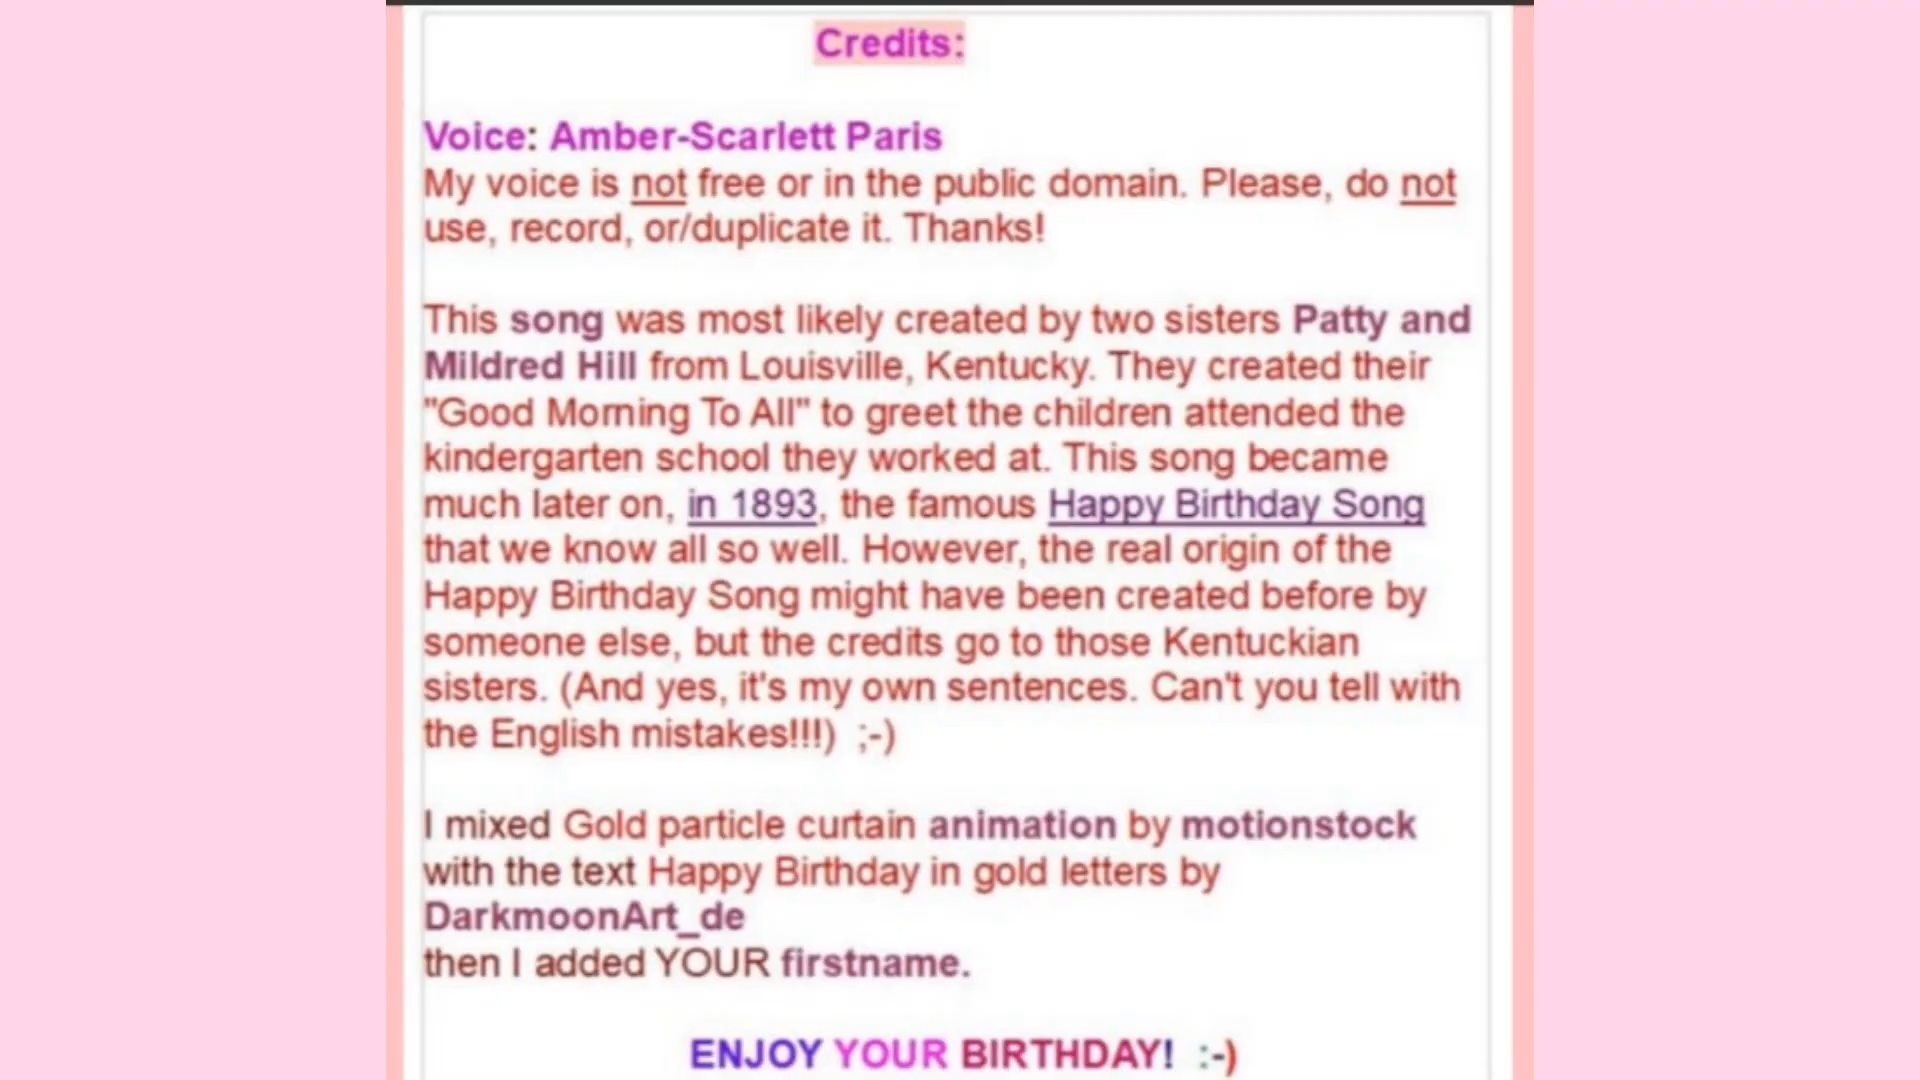 Credits:
Voice: Amber-Scarlett Paris
My voice is not free or in the public domain. Please, do not
use, record, or/duplicate it. Thanks!
This song was most likely created by two sisters Patty and
Mildred Hill from Louisville, Kentucky. They created their
"Good Morning To All" to greet the children attended the
kindergarten school they worked at. This song became
much later on, in 1893, the famous Happy Birthday Song
that we know all so well. However, the real origin of the
Happy Birthday Song might have been created before by
someone else, but the credits go to those Kentuckian
sisters. (And yes, it's my own sentences. Can't you tell with
the English mistakes!!!) ;-)
I mixed Gold particle curtain animation by motionstock
with the text Happy Birthday in gold letters by
DarkmoonArt_de
then I added YOUR firstname.
ENJOY YOUR BIRTHDAY! :-)